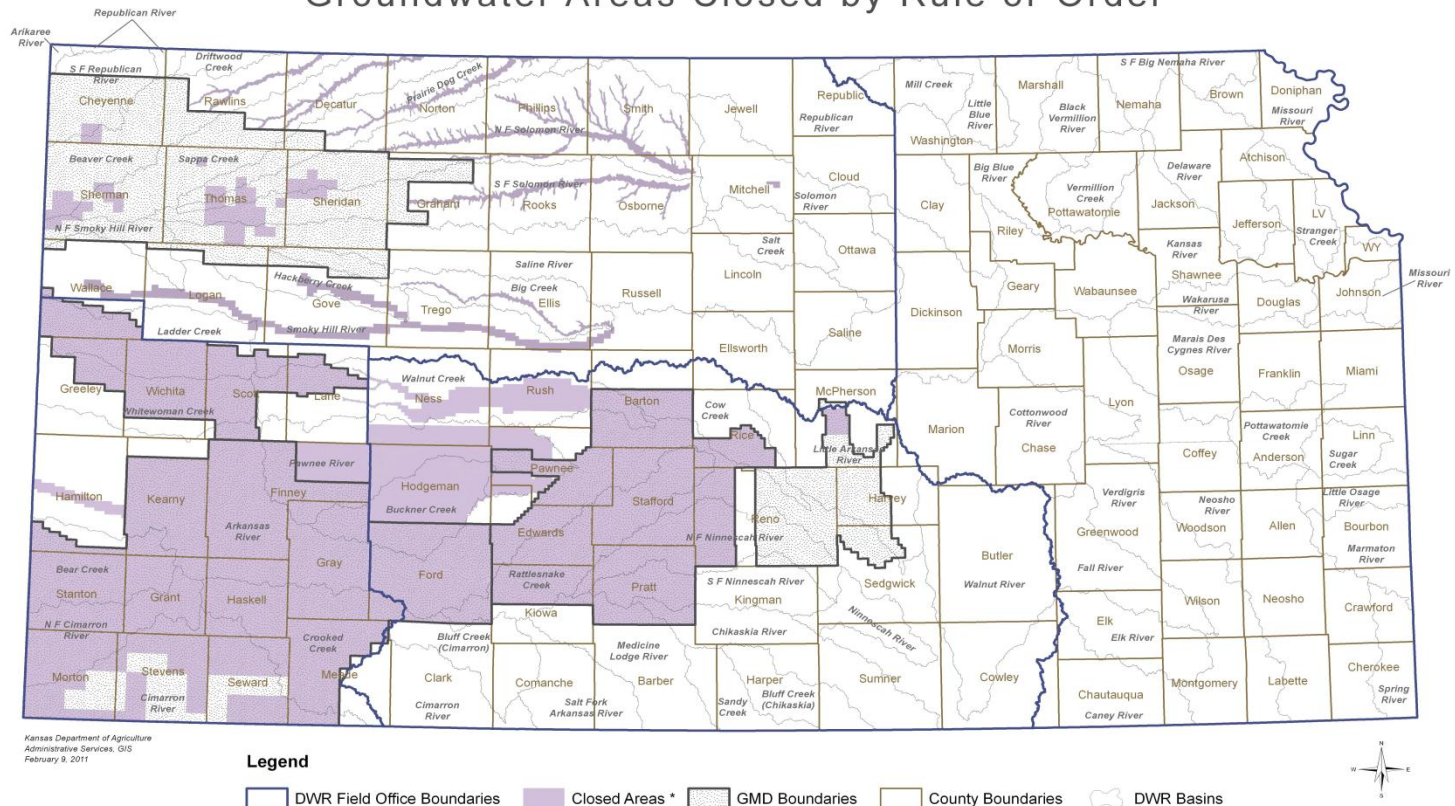 Groundwater Areas Closed by Rule or Order
Republican River
Arikaree
River
S F Republican
River
Driftwood
Creek
Prairie Dog Creek
Cheyenne
Rawlins
Decatur
Norton
Phillips
Smith
Jewell
Republic
Republican
River
N F Solomon River
Mill Creek
Little
Blue
River
Washington
Marshall
Black
Vermillion
River
S F Big Nemaha River
Nemaha
Brown
Doniphan
Missouri
River
Beaver Creek
Sappa Creek
Sherman
Thomas
Sheridan
N F Smoky Hill River
S F Solomon River
Graham
Rooks
Osborne
Mitchell
Cloud
Solomon
River
Clay
Big Blue
River
Riley
Vermillion
Creek
Pottawatomie
Delaware
River
Jackson
Atchison
Jefferson
LV
Stranger
Creek
WY
Wallace
Logan
Hackberry Creek
Gove
Trego
Saline River
Big Creek
Ellis
Russell
Salt
Creek
Lincoln
Ottawa
Saline
Ladder Creek
Smoky Hill River
Ellsworth
Dickinson
Geary
Wabaunsee
Kansas
River
Shawnee
Wakarusa
River
Douglas
Johnson
Missouri
River
Morris
Marais Des
Cygnes River
Osage
Franklin
Miami
Greeley
Wichita
Scott
Lane
Whitewoman Creek
Walnut Creek
Ness
Rush
Barton
Cow
Creek
Rice
McPherson
Little Arkansas
River
Marion
Cottonwood
River
Chase
Lyon
Coffey
Pottawatomie
Creek
Anderson
Linn
Sugar
Creek
Hamilton
Kearny
Pawnee River
Finney
Arkansas
River
Hodgeman
Buckner Creek
Pawnee
Edwards
Stafford
Reno
Harvey
N F Ninnescah River
Verdigris
River
Greenwood
Fall River
Neosho
River
Woodson
Allen
Little Osage
River
Bourbon
Marmaton
River
Bear Creek
Stanton
Grant
Haskell
Gray
Ford
Rattlesnake
Creek
Kiowa
Pratt
S F Ninnescah River
Kingman
Chikaskia River
Sedgwick
Ninnescah River
Butler
Walnut River
N F Cimarron
River
Crooked
Creek
Wilson
Neosho
Crawford
Elk
Elk River
Morton
Stevens
Cimarron
River
Seward
Meade
Bluff Creek
(Cimarron)
Clark
Cimarron
River
Comanche
Medicine
Lodge River
Barber
Salt Fork
Arkansas River
Harper
Sandy
Creek
Bluff Creek
(Chikaskia)
Sumner
Cowley
Chautauqua
Caney River
Montgomery
Labette
Cherokee
Spring
River
Kansas Department of Agriculture
Administrative Services, GIS
February 9, 2011
Legend
DWR Field Office Boundaries
Closed Areas *
GMD Boundaries
County Boundaries
DWR Basins
N
W
E
S